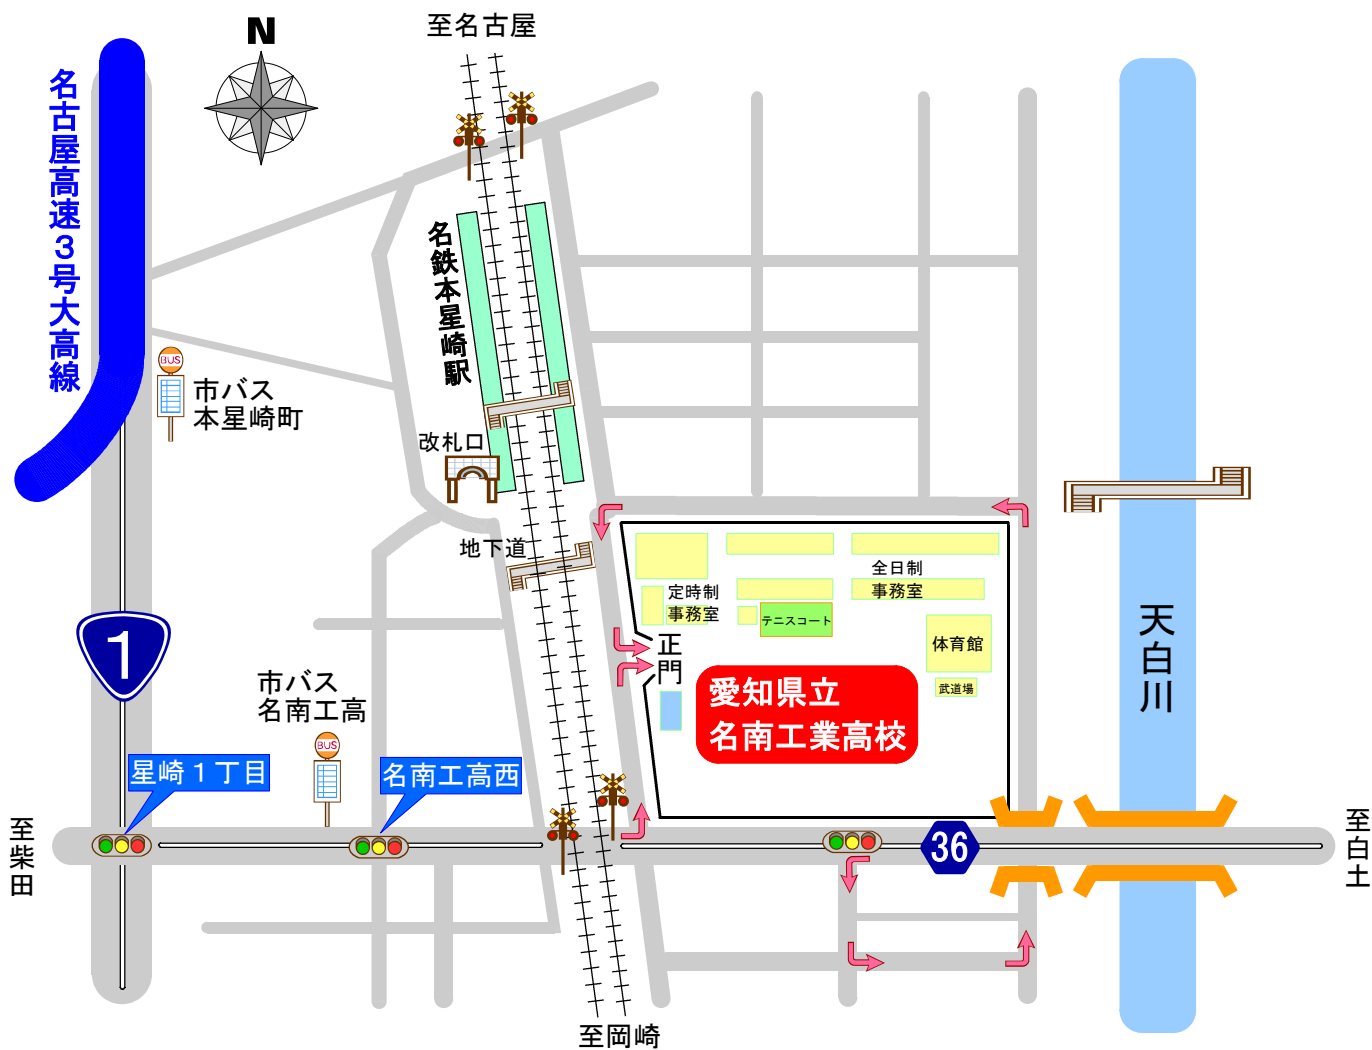 至名古屋
N
名古屋高速３号大高線
名鉄本星崎駅
BUS
市バス
本星崎町
改札口
地下道
全日制
事務室
定時制
事務室
テニスコート
体育館
武道場
正門
愛知県立
名南工業高校
天白川
1
市バス
名南工高
BUS
星崎１丁目
名南工高西
36
至柴田
至白土
至岡崎